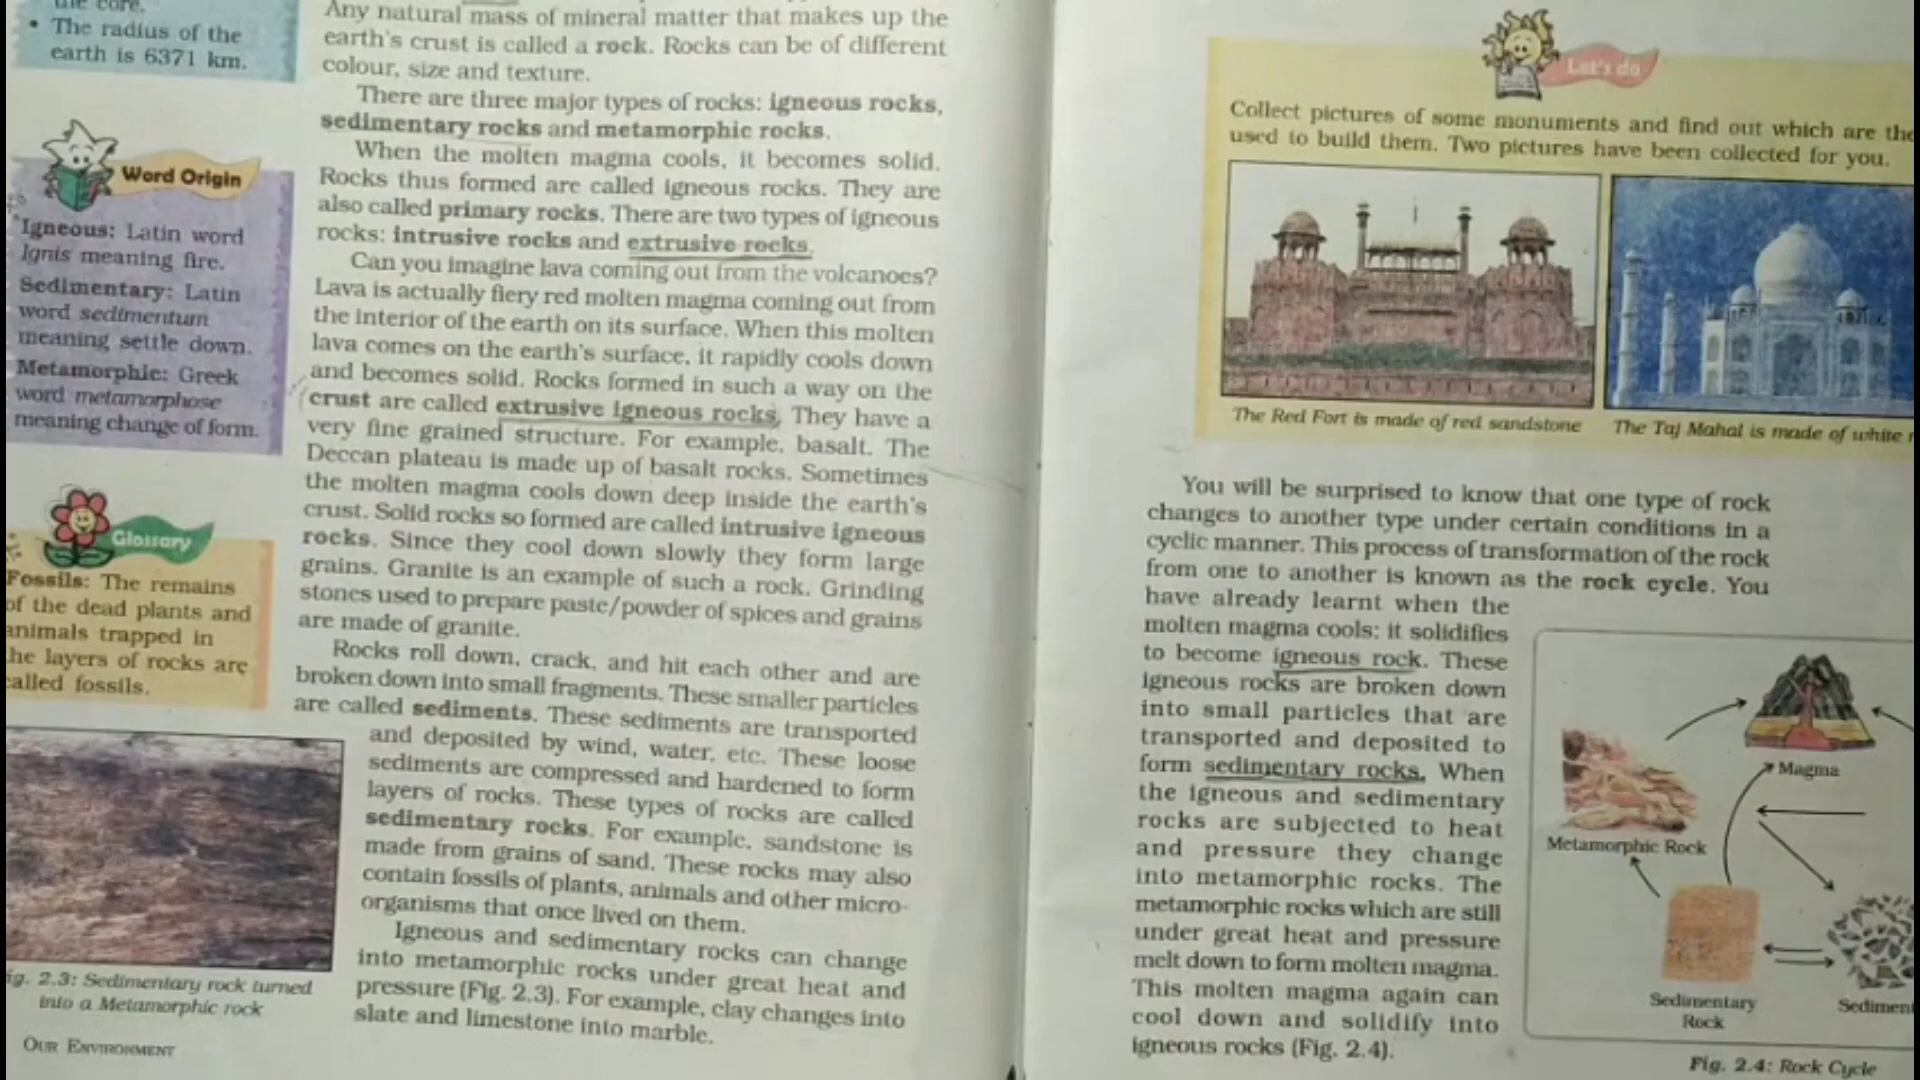 the core.
• The radius of the
earth is 6371 km.
Word Origin
Igneous: Latin word
Ignis meaning fire.
Sedimentary: Latin
word sedimentum
meaning settle down.
Metamorphic: Greek
word metamorphose
meaning change of form.
Glossary
Fossils: The remains
of the dead plants and
animals trapped in
the layers of rocks are
called fossils.
ig. 2.3: Sedimentary rock turned
into a Metamorphic rock
OUR ENVIRONMENT
Any natural mass of mineral matter that makes up the
earth's crust is called a rock. Rocks can be of different
colour, size and texture.
There are three major types of rocks: igneous rocks,
sedimentary rocks and metamorphic rocks.
When the molten magma cools, it becomes solid.
Rocks thus formed are called igneous rocks. They are
also called primary rocks. There are two types of igneous
rocks: intrusive rocks and extrusive rocks.
Can you imagine lava coming out from the volcanoes?
Lava is actually fiery red molten magma coming out from
the interior of the earth on its surface. When this molten
lava comes on the earth's surface, it rapidly cools down
and becomes solid. Rocks formed in such a way on the
crust are called extrusive igneous rocks. They have a
very fine grained structure. For example, basalt. The
Deccan plateau is made up of basalt rocks. Sometimes
the molten magma cools down deep inside the earth's
crust. Solid rocks so formed are called intrusive igneous
rocks. Since they cool down slowly they form large
grains. Granite is an example of such a rock. Grinding
stones used to prepare paste/powder of spices and grains
are made of granite.
Rocks roll down, crack, and hit each other and are
broken down into small fragments. These smaller particles
are called sediments. These sediments are transported
and deposited by wind, water, etc. These loose
sediments are compressed and hardened to form
layers of rocks. These types of rocks are called
sedimentary rocks. For example, sandstone is
made from grains of sand. These rocks may also
contain fossils of plants, animals and other micro-
organisms that once lived on them.
Igneous and sedimentary rocks can change
into metamorphic rocks under great heat and
pressure (Fig. 2.3). For example, clay changes into
slate and limestone into marble.
Let's do
Collect pictures of some monuments and find out which are the
used to build them. Two pictures have been collected for you.
The Red Fort is made of red sandstone
The Taj Mahal is made of white
You will be surprised to know that one type of rock
changes to another type under certain conditions in a
cyclic manner. This process of transformation of the rock
from one to another is known as the rock cycle. You
have already learnt when the
molten magma cools; it solidifies
to become igneous rock. These
igneous rocks are broken down
into small particles that are
transported and deposited to
form sedimentary rocks. When
the igneous and sedimentary
rocks are subjected to heat
and pressure they change
into metamorphic rocks. The
metamorphic rocks which are still
under great heat and pressure
melt down to form molten magma.
This molten magma again can
cool down and solidify into
igneous rocks (Fig. 2.4).
Magma
Metamorphic Rock
Sedimentary
Rock
Sedimen
Fig. 2.4: Rock Cycle